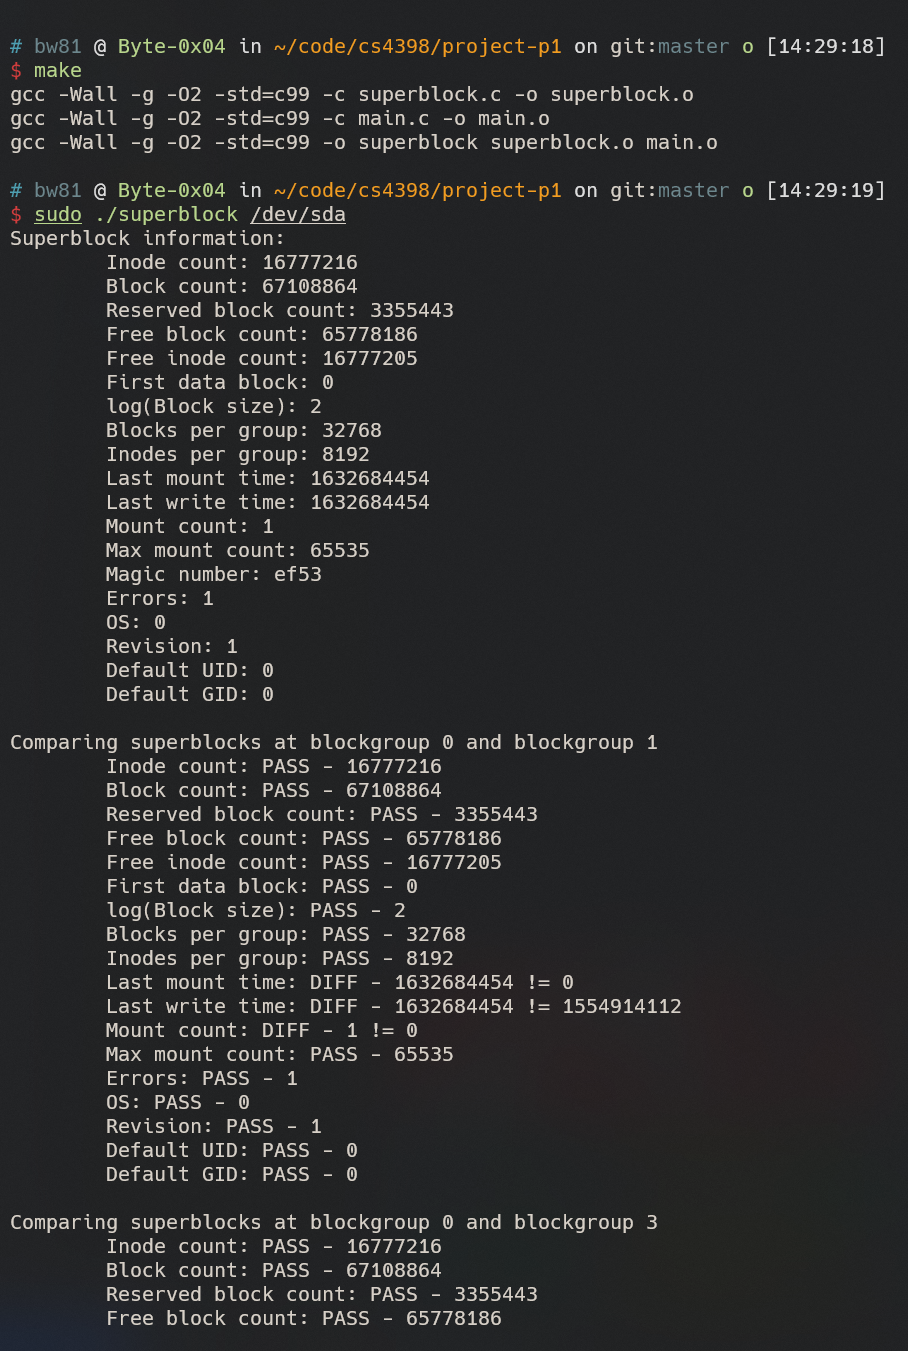 # bw81 @ Byte-0x04 in ~/code/cs4398/project-p1 on git:master o [14:29:18]
$ make
gcc -Wall -g -O2 -std=c99 -c superblock.c -o superblock.o
gcc -Wall -g -O2 -std=c99 -c main.c -o main.o
gcc -Wall -g -O2 -std=c99 -o superblock superblock.o main.o

# bw81 @ Byte-0x04 in ~/code/cs4398/project-p1 on git:master o [14:29:19]
$ sudo ./superblock /dev/sda
Superblock information:
        Inode count: 16777216
        Block count: 67108864
        Reserved block count: 3355443
        Free block count: 65778186
        Free inode count: 16777205
        First data block: 0
        log(Block size): 2
        Blocks per group: 32768
        Inodes per group: 8192
        Last mount time: 1632684454
        Last write time: 1632684454
        Mount count: 1
        Max mount count: 65535
        Magic number: ef53
        Errors: 1
        OS: 0
        Revision: 1
        Default UID: 0
        Default GID: 0

Comparing superblocks at blockgroup 0 and blockgroup 1
        Inode count: PASS - 16777216
        Block count: PASS - 67108864
        Reserved block count: PASS - 3355443
        Free block count: PASS - 65778186
        Free inode count: PASS - 16777205
        First data block: PASS - 0
        log(Block size): PASS - 2
        Blocks per group: PASS - 32768
        Inodes per group: PASS - 8192
        Last mount time: DIFF - 1632684454 != 0
        Last write time: DIFF - 1632684454 != 1554914112
        Mount count: DIFF - 1 != 0
        Max mount count: PASS - 65535
        Errors: PASS - 1
        OS: PASS - 0
        Revision: PASS - 1
        Default UID: PASS - 0
        Default GID: PASS - 0

Comparing superblocks at blockgroup 0 and blockgroup 3
        Inode count: PASS - 16777216
        Block count: PASS - 67108864
        Reserved block count: PASS - 3355443
        Free block count: PASS - 65778186